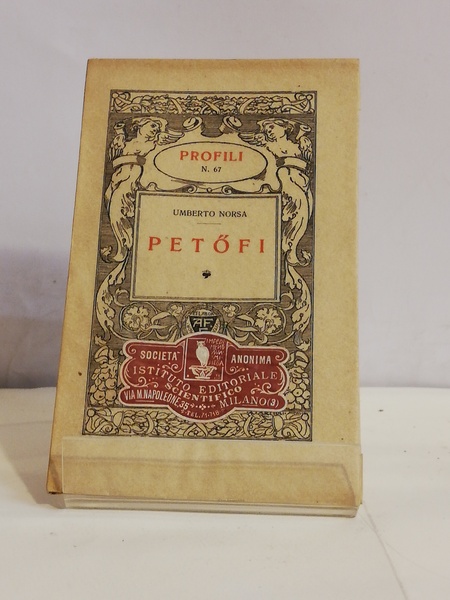 PROFILI
N. 67
UMBERTO NORSA
PETŐFI
SOCIETA' ANONIMA
ISTITUTO EDITORIALE
SCIENTIFICO
VIA M. NAPOLEONE, 35 MILANO (3)